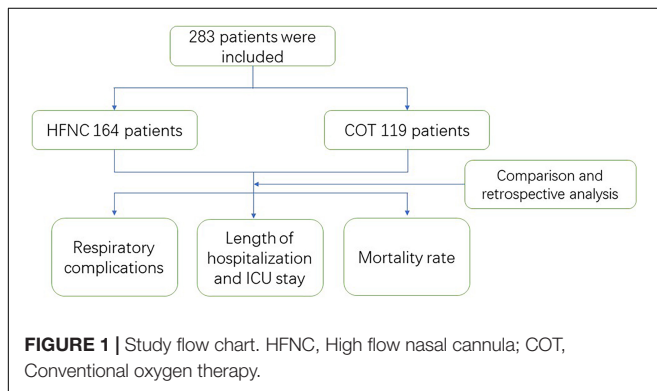 283 patients were
included
HFNC 164 patients
COT 119 patients
Comparison and
retrospective analysis
Respiratory
complications
Length of
hospitalization
and ICU stay
Mortality rate
FIGURE 1 | Study flow chart. HFNC, High flow nasal cannula; COT,
Conventional oxygen therapy.